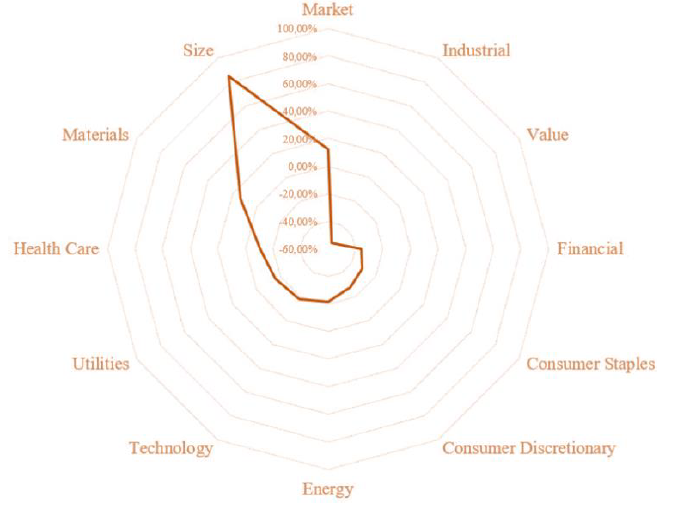 Market
100,00%
Size
Industrial
80,00%
60,00%
40,00%
Materials
Value
20,00%
0,00%
-20,00%
-40,00%
Health Care
-60,00%
Financial
Utilities
Consumer Staples
Technology
Consumer Discretionary
Energy